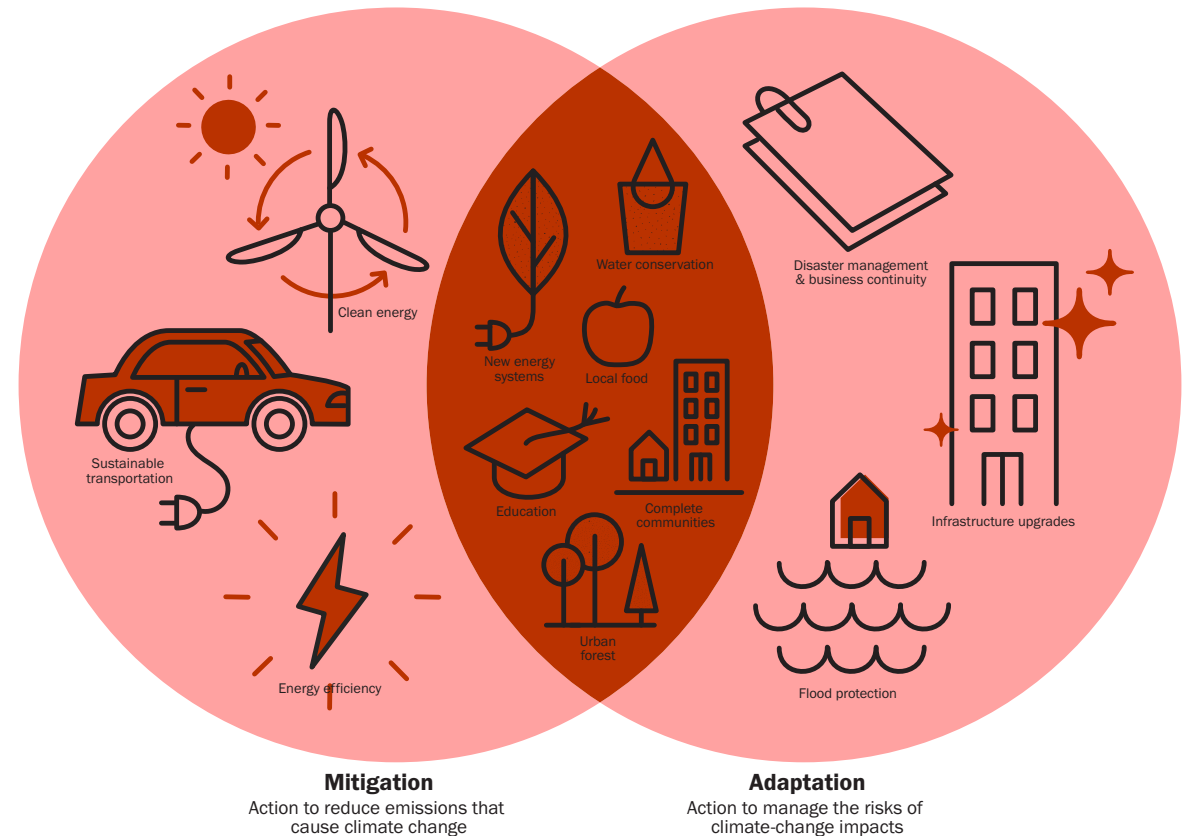 Clean energy
Sustainable
transportation
Energy efficiency
Water conservation
New energy
systems
Local food
Education
Complete
communities
Urban
forest
Disaster management
& business continuity
Infrastructure upgrades
Flood protection
Mitigation
Action to reduce emissions that
cause climate change
Adaptation
Action to manage the risks of
climate-change impacts